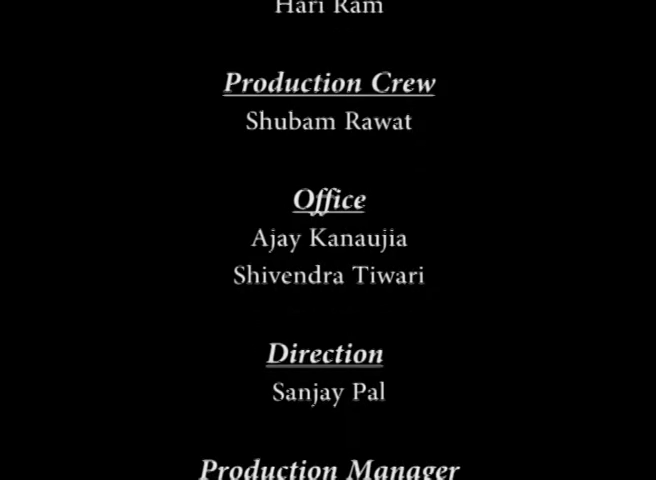 Hari Ram
Production Crew
Shubam Rawat
Office
Ajay Kanaujia
Shivendra Tiwari
Direction
Sanjay Pal
Production Manager